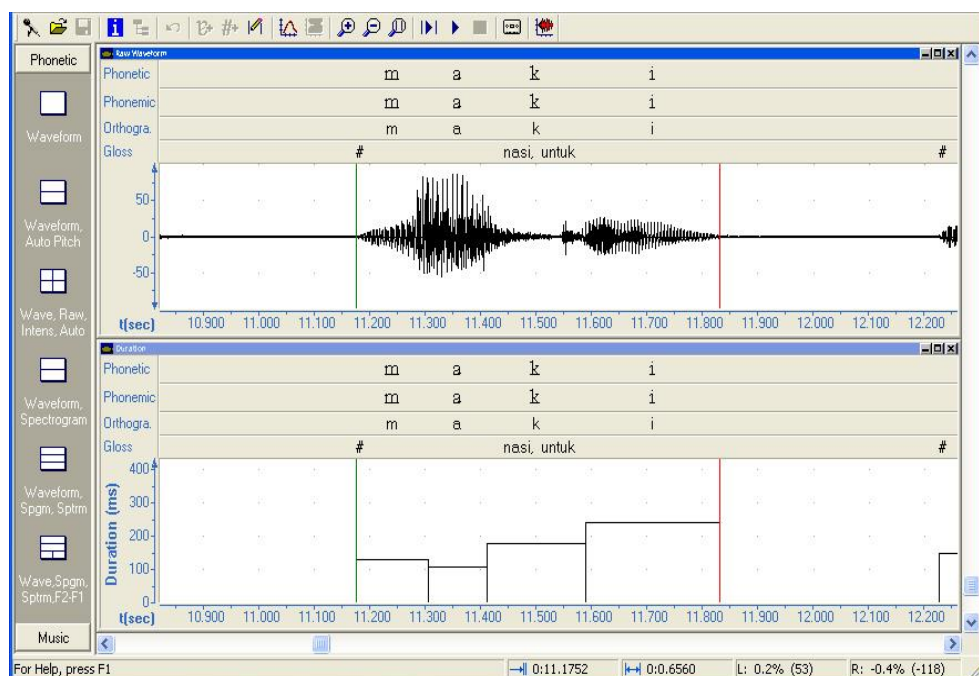 Phonetic
Waveform
Waveform,
Auto Pitch
Wave, Raw,
Intens, Auto
Waveform,
Spectrogram
Waveform,
Spgm, Sptrm
Wave,Spgm,
Sptrm,F2-F1
Music
Raw Waveform
Phonetic m a k i
Phonemic m a k i
Orthogra. m a k i
Gloss # nasi, untuk #
50
0
-50
t(sec) 10.900 11.000 11.100 11.200 11.300 11.400 11.500 11.600 11.700 11.800 11.900 12.000 12.100 12.200
Duration
Phonetic m a k i
Phonemic m a k i
Orthogra. m a k i
Gloss # nasi, untuk #
Duration (ms)
400
300
200
100
0
t(sec) 10.900 11.000 11.100 11.200 11.300 11.400 11.500 11.600 11.700 11.800 11.900 12.000 12.100 12.200
For Help, press F1 0:11.1752 0:0.6560 L: 0.2% (53) R: -0.4% (-118)